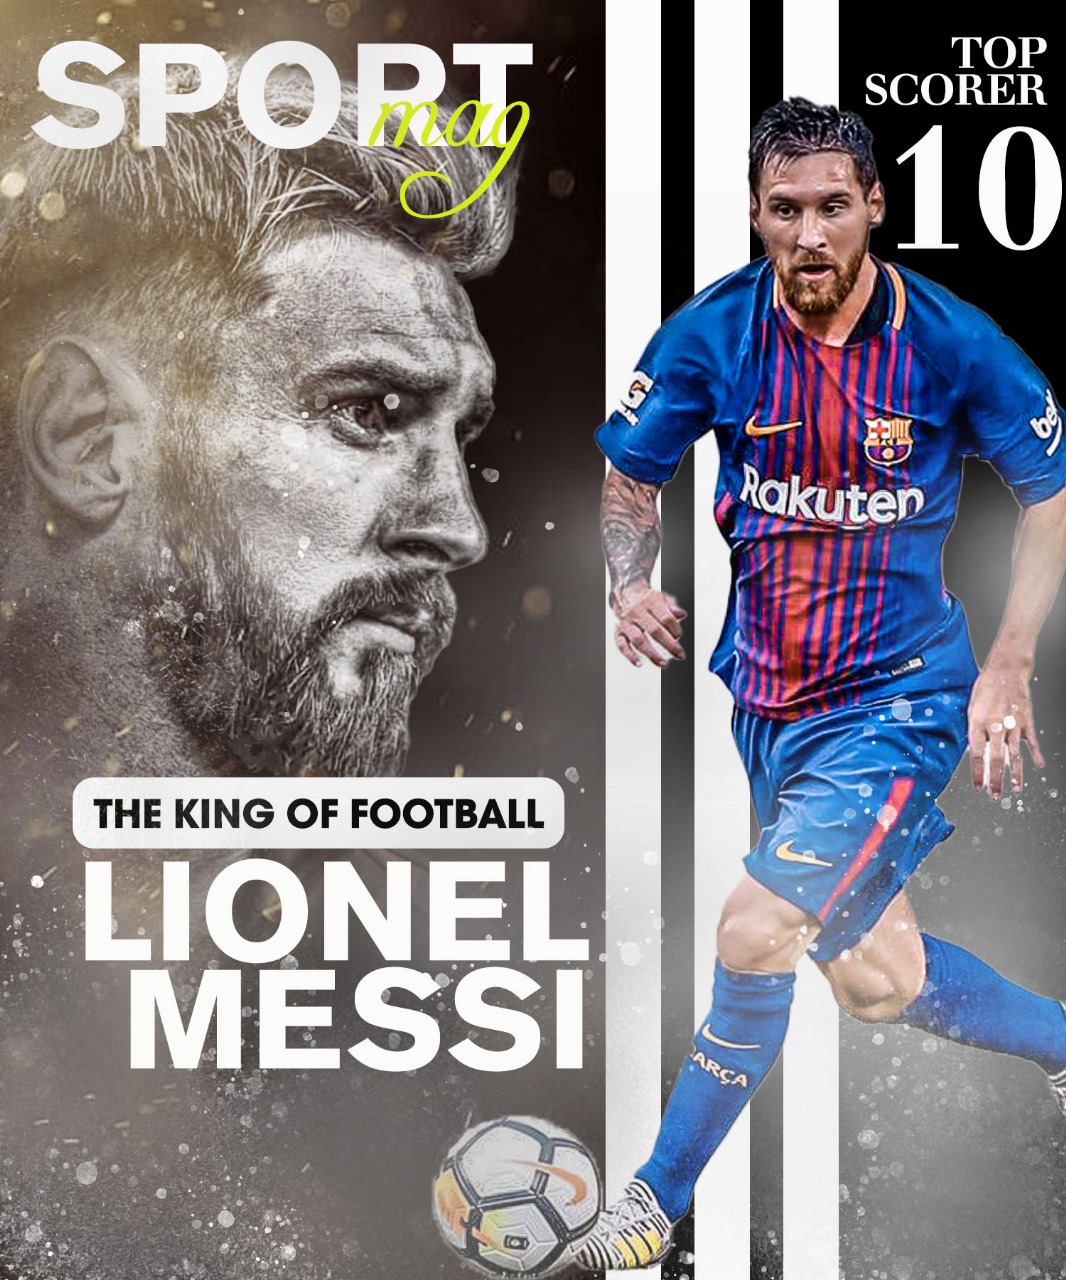 SPORT
mag
TOP
SCORER
10
Rakuten
THE KING OF FOOTBALL
LIONEL
MESSI